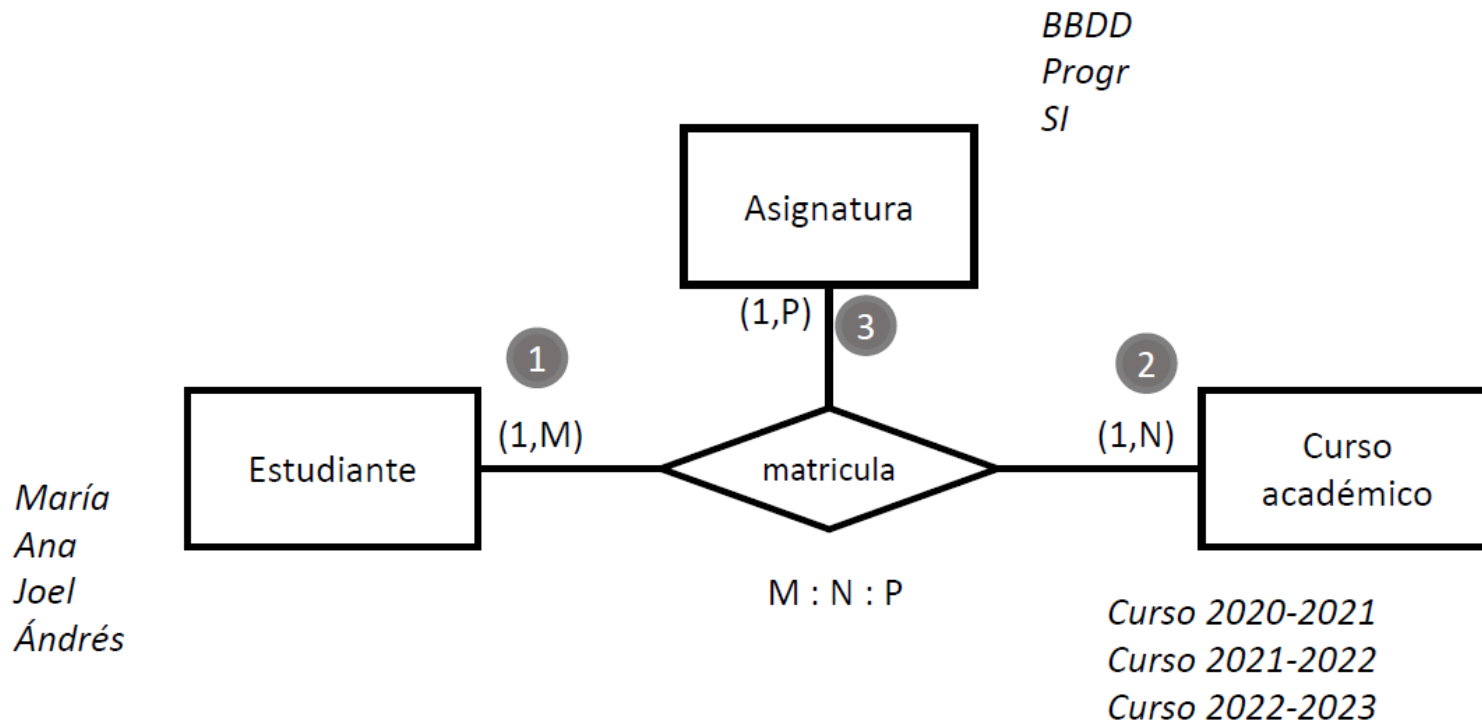 BBDD
Progr
SI
Asignatura
(1,P)
3
1
2
(1,M)
(1,N)
Estudiante
matricula
Curso
académico
María
Ana
Joel
Ándrés
M : N : P
Curso 2020-2021
Curso 2021-2022
Curso 2022-2023